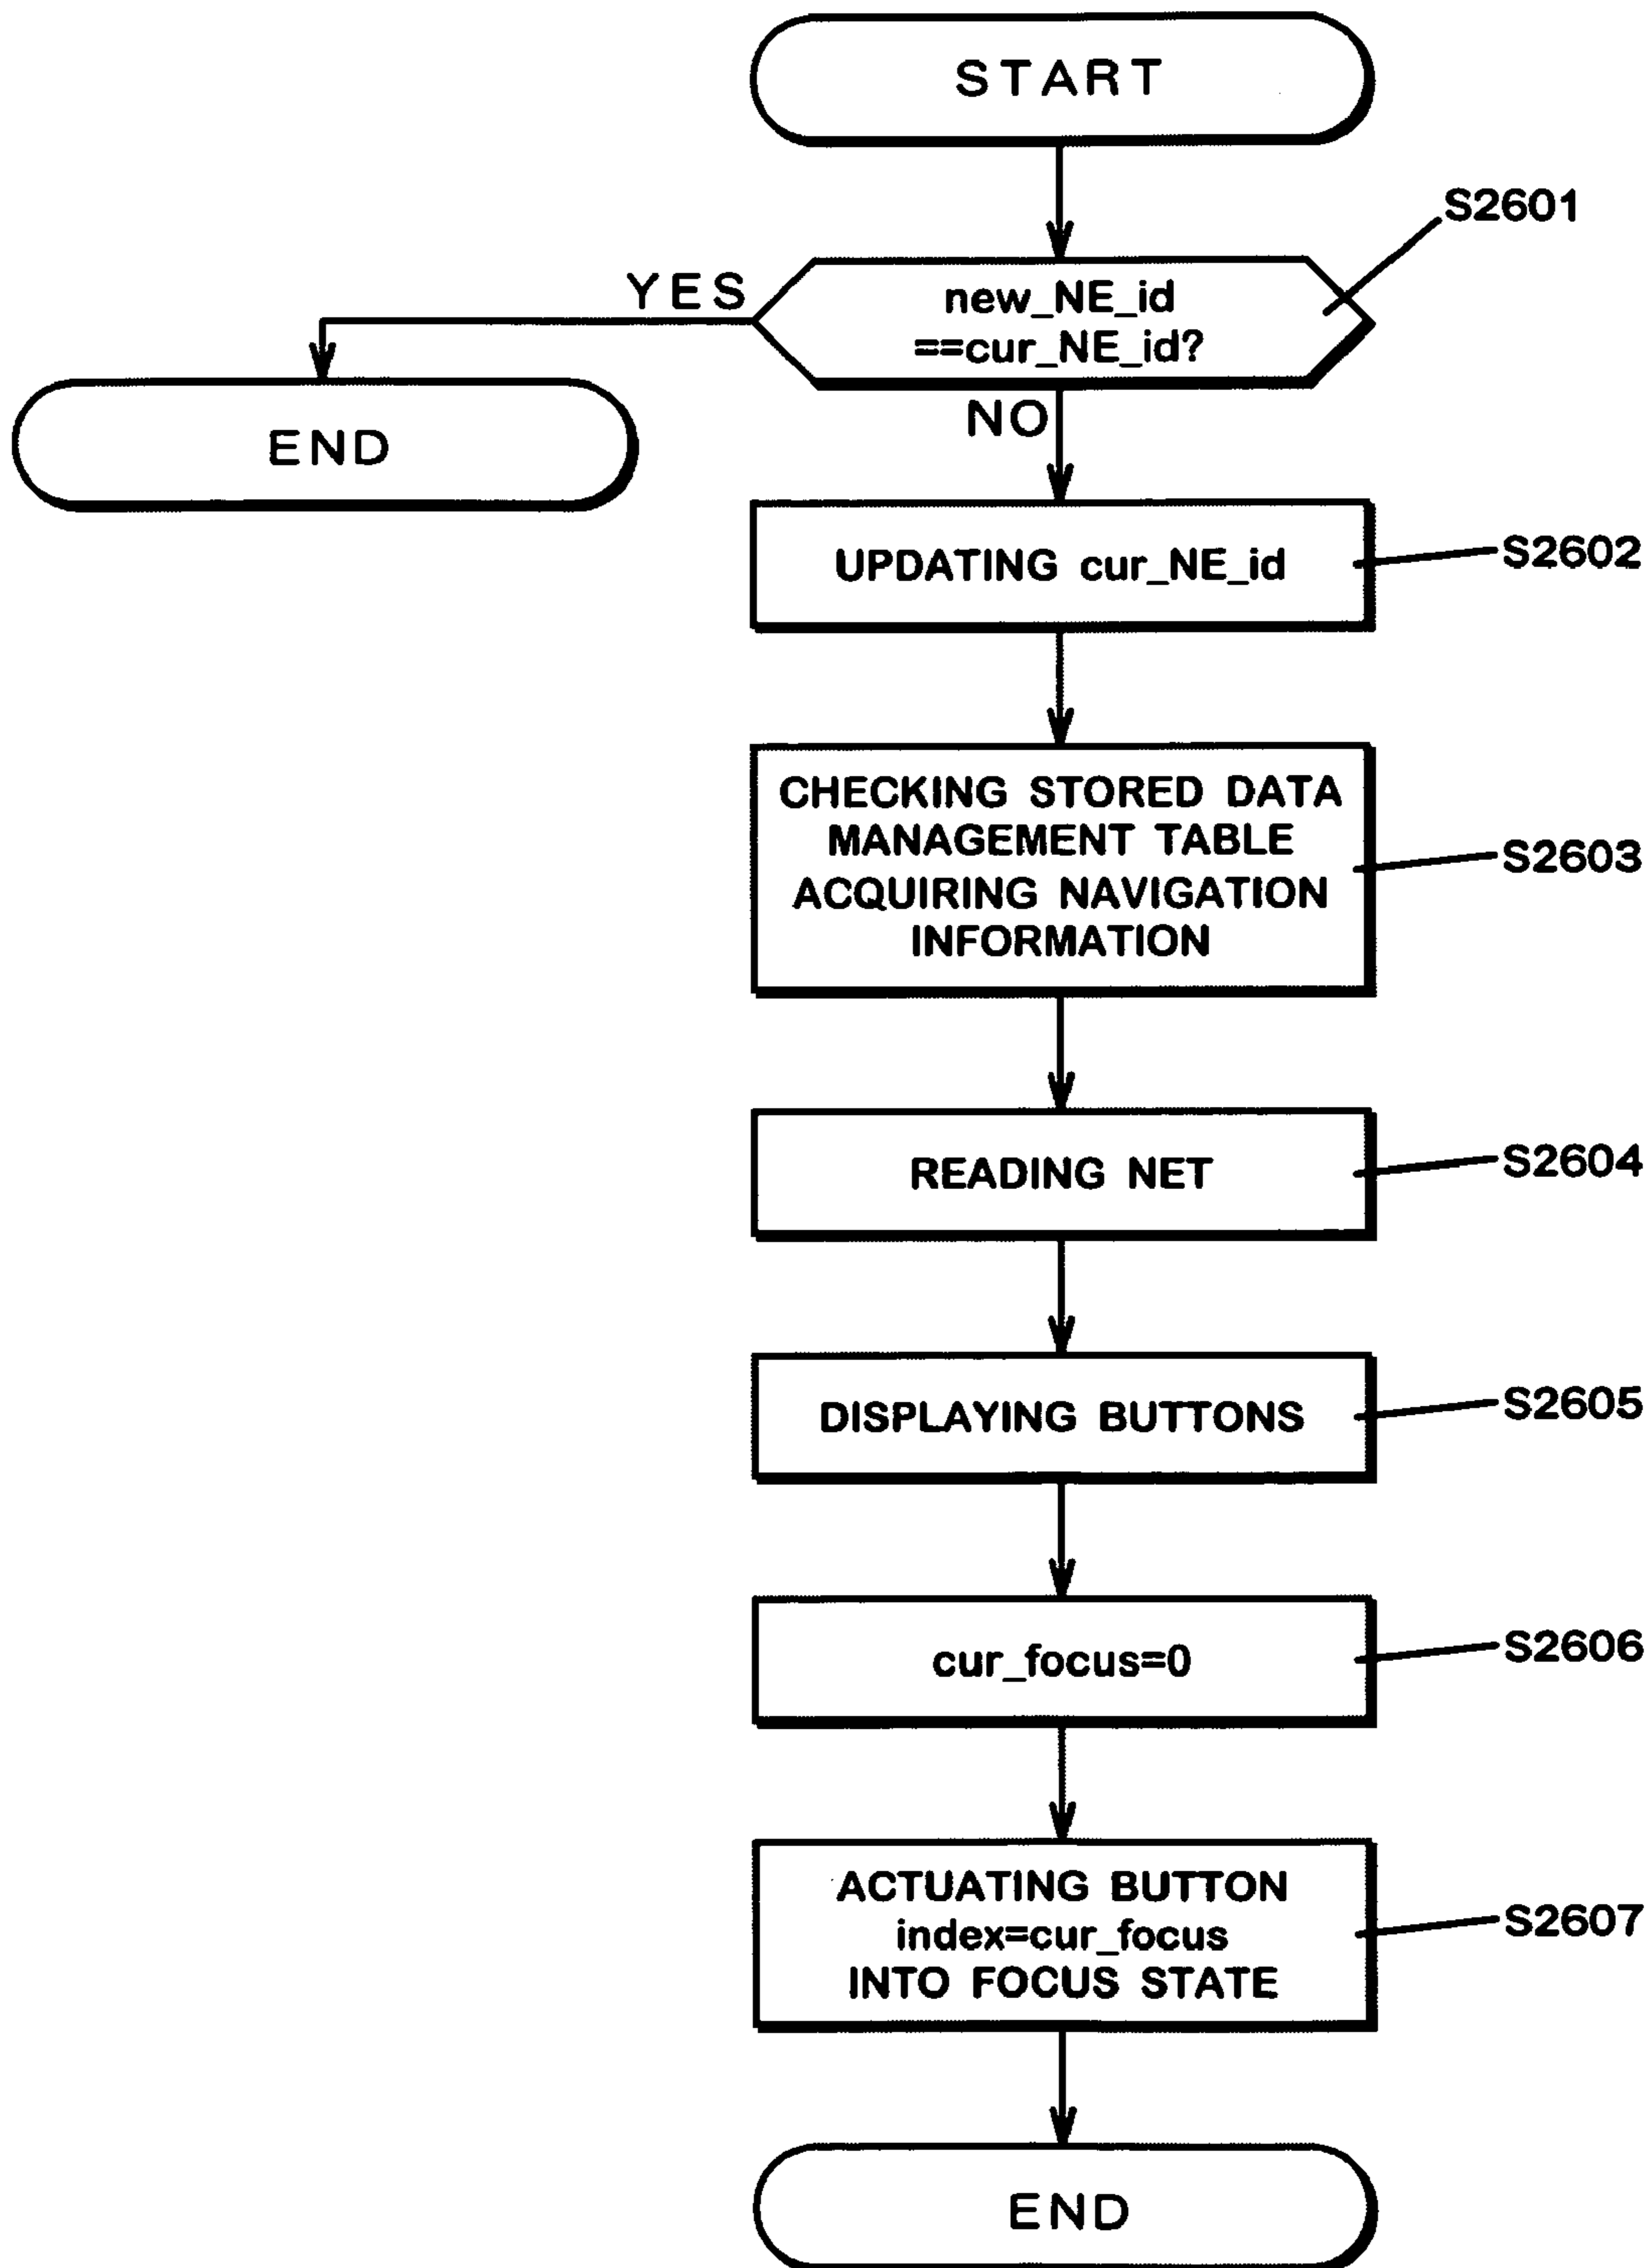 START
S2601
YES
new_NE_id
==cur_NE_id?
END
NO
UPDATING cur_NE_id
S2602
CHECKING STORED DATA
MANAGEMENT TABLE
ACQUIRING NAVIGATION
INFORMATION
S2603
READING NET
S2604
DISPLAYING BUTTONS
S2605
cur_focus=0
S2606
ACTUATING BUTTON
index=cur_focus
INTO FOCUS STATE
S2607
END